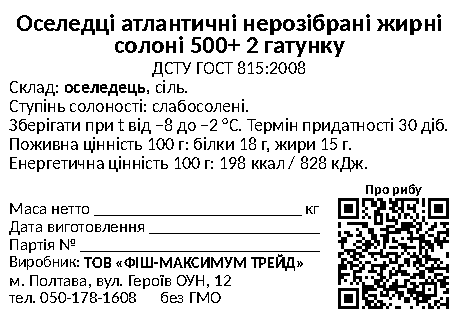 Оселедці атлантичні нерозібрані жирні
солоні 500+ 2 гатунку
ДСТУ ГОСТ 815:2008
Склад: оселедець, сіль.
Ступінь солоності: слабосолені.
Зберігати при t від –8 до –2 °С. Термін придатності 30 діб.
Поживна цінність 100 г: білки 18 г, жири 15 г.
Енергетична цінність 100 г: 198 ккал / 828 кДж.
Про рибу
Маса нетто ______________________ кг
Дата виготовлення __________________
Партія № __________________________
Виробник: ТОВ «ФІШ-МАКСИМУМ ТРЕЙД»
м. Полтава, вул. Героїв ОУН, 12
тел. 050-178-1608 без ГМО